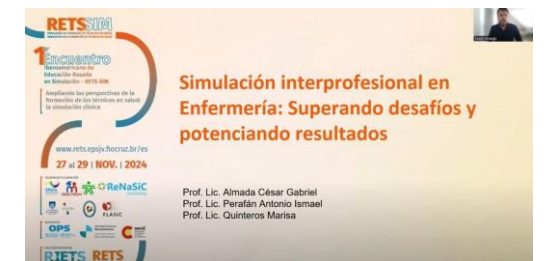 RETSSIM
1er
Encuentro
Iberoamericano de
Educación Basada
en Simulación - RETS-SIM
Ampliando las perspectivas de la
formación de los técnicos en salud:
la simulación clínica
www.rets.epsjv.fiocruz.br/es
27 al 29 | NOV. | 2024
ReNaSiC
FLASIC
OPS
RIETS RETS
Simulación interprofesional en
Enfermería: Superando desafíos y
potenciando resultados
Prof. Lic. Almada César Gabriel
Prof. Lic. Perafán Antonio Ismael
Prof. Lic. Quinteros Marisa